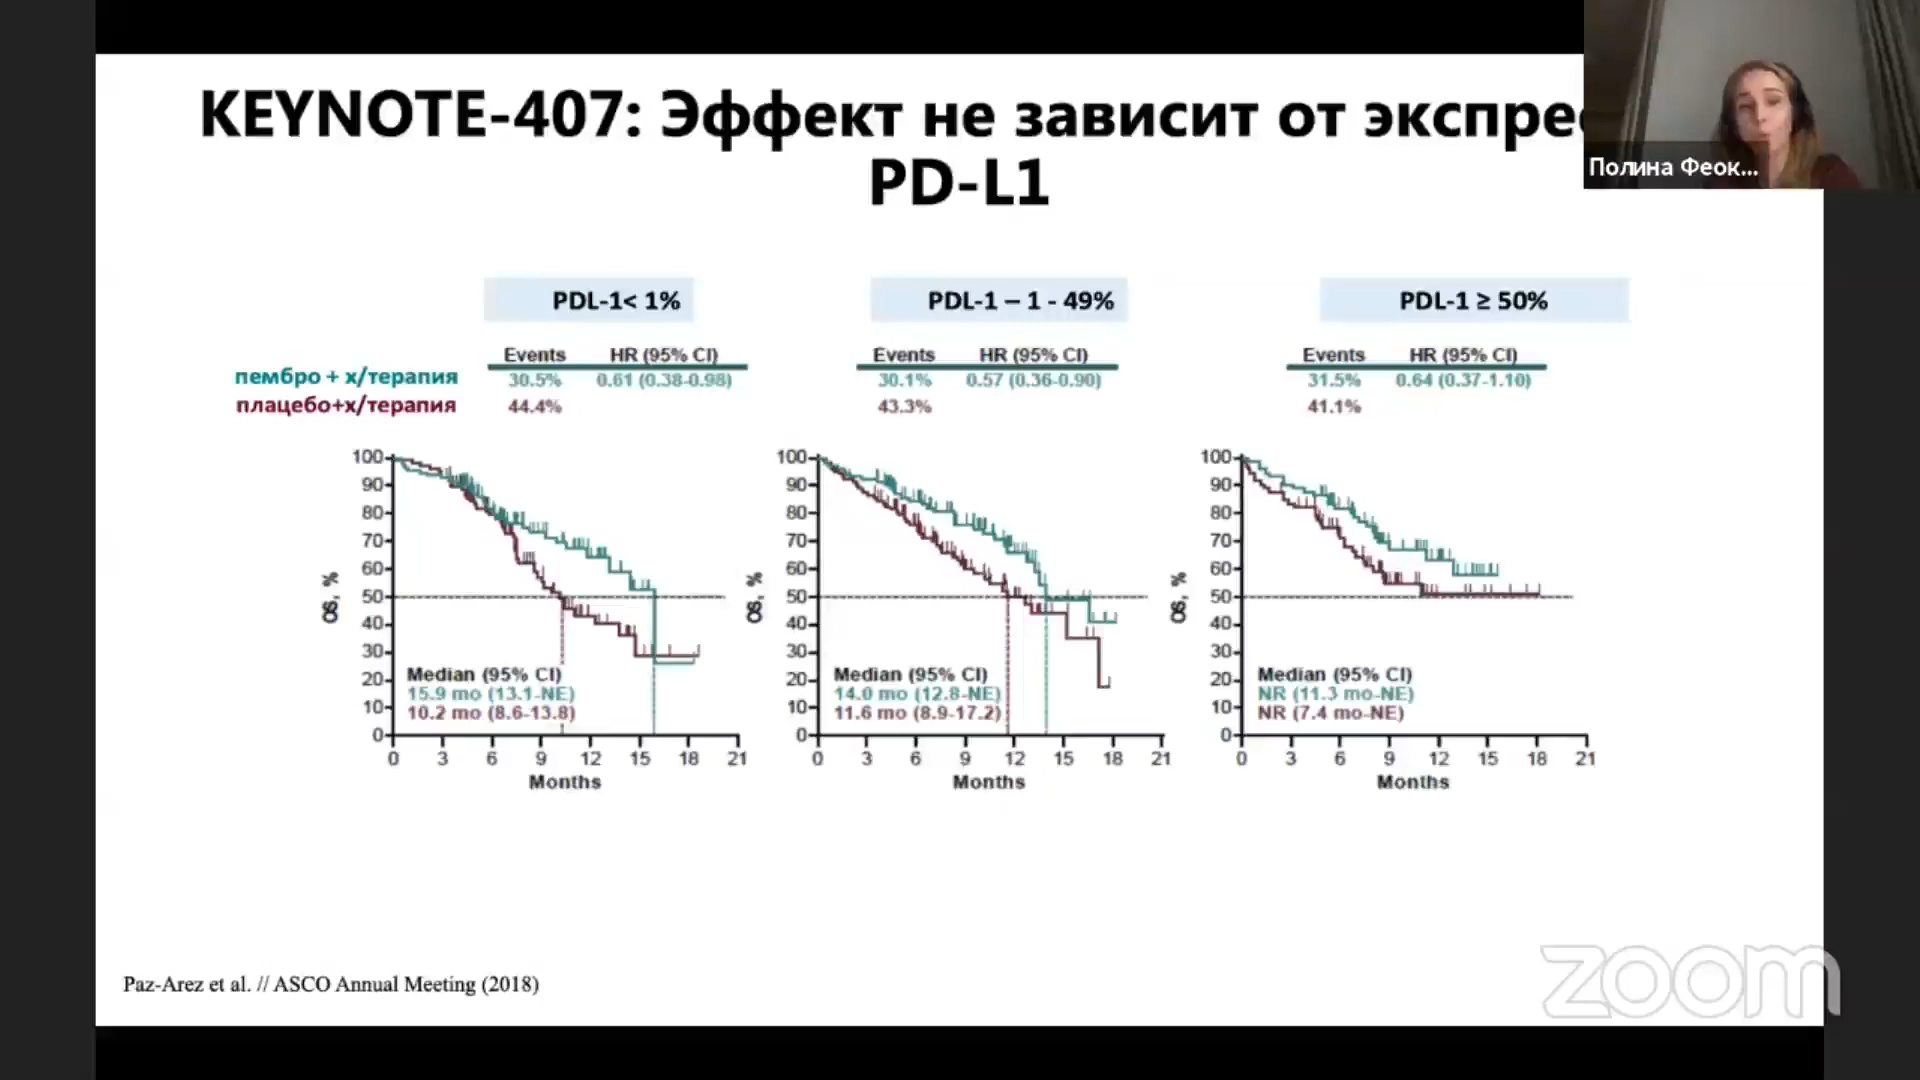 KEYNOTE-407: Эффект не зависит от
PD-L1
Полина Феок...
PDL-1< 1%
PDL-1 – 1 - 49%
PDL-1 ≥ 50%
Events HR (95% CI)
Events HR (95% CI)
Events HR (95% CI)
пембро + х/терапия
30.5% 0.61 (0.38-0.98)
30.1% 0.57 (0.36-0.90)
31.5% 0.64 (0.37-1.10)
плацебо+х/терапия
44.4%
43.3%
41.1%
100
90
80
70
60
50
40
30
20
10
0
OS, %
Median (95% CI)
15.9 mo (13.1-NE)
10.2 mo (8.6-13.8)
0 3 6 9 12 15 18 21
Months
100
90
80
70
60
50
40
30
20
10
0
OS, %
Median (95% CI)
14.0 mo (12.8-NE)
11.6 mo (8.9-17.2)
0 3 6 9 12 15 18 21
Months
100
90
80
70
60
50
40
30
20
10
0
OS, %
Median (95% CI)
NR (11.3 mo-NE)
NR (7.4 mo-NE)
0 3 6 9 12 15 18 21
Months
Paz-Arez et al. // ASCO Annual Meeting (2018)
zoom